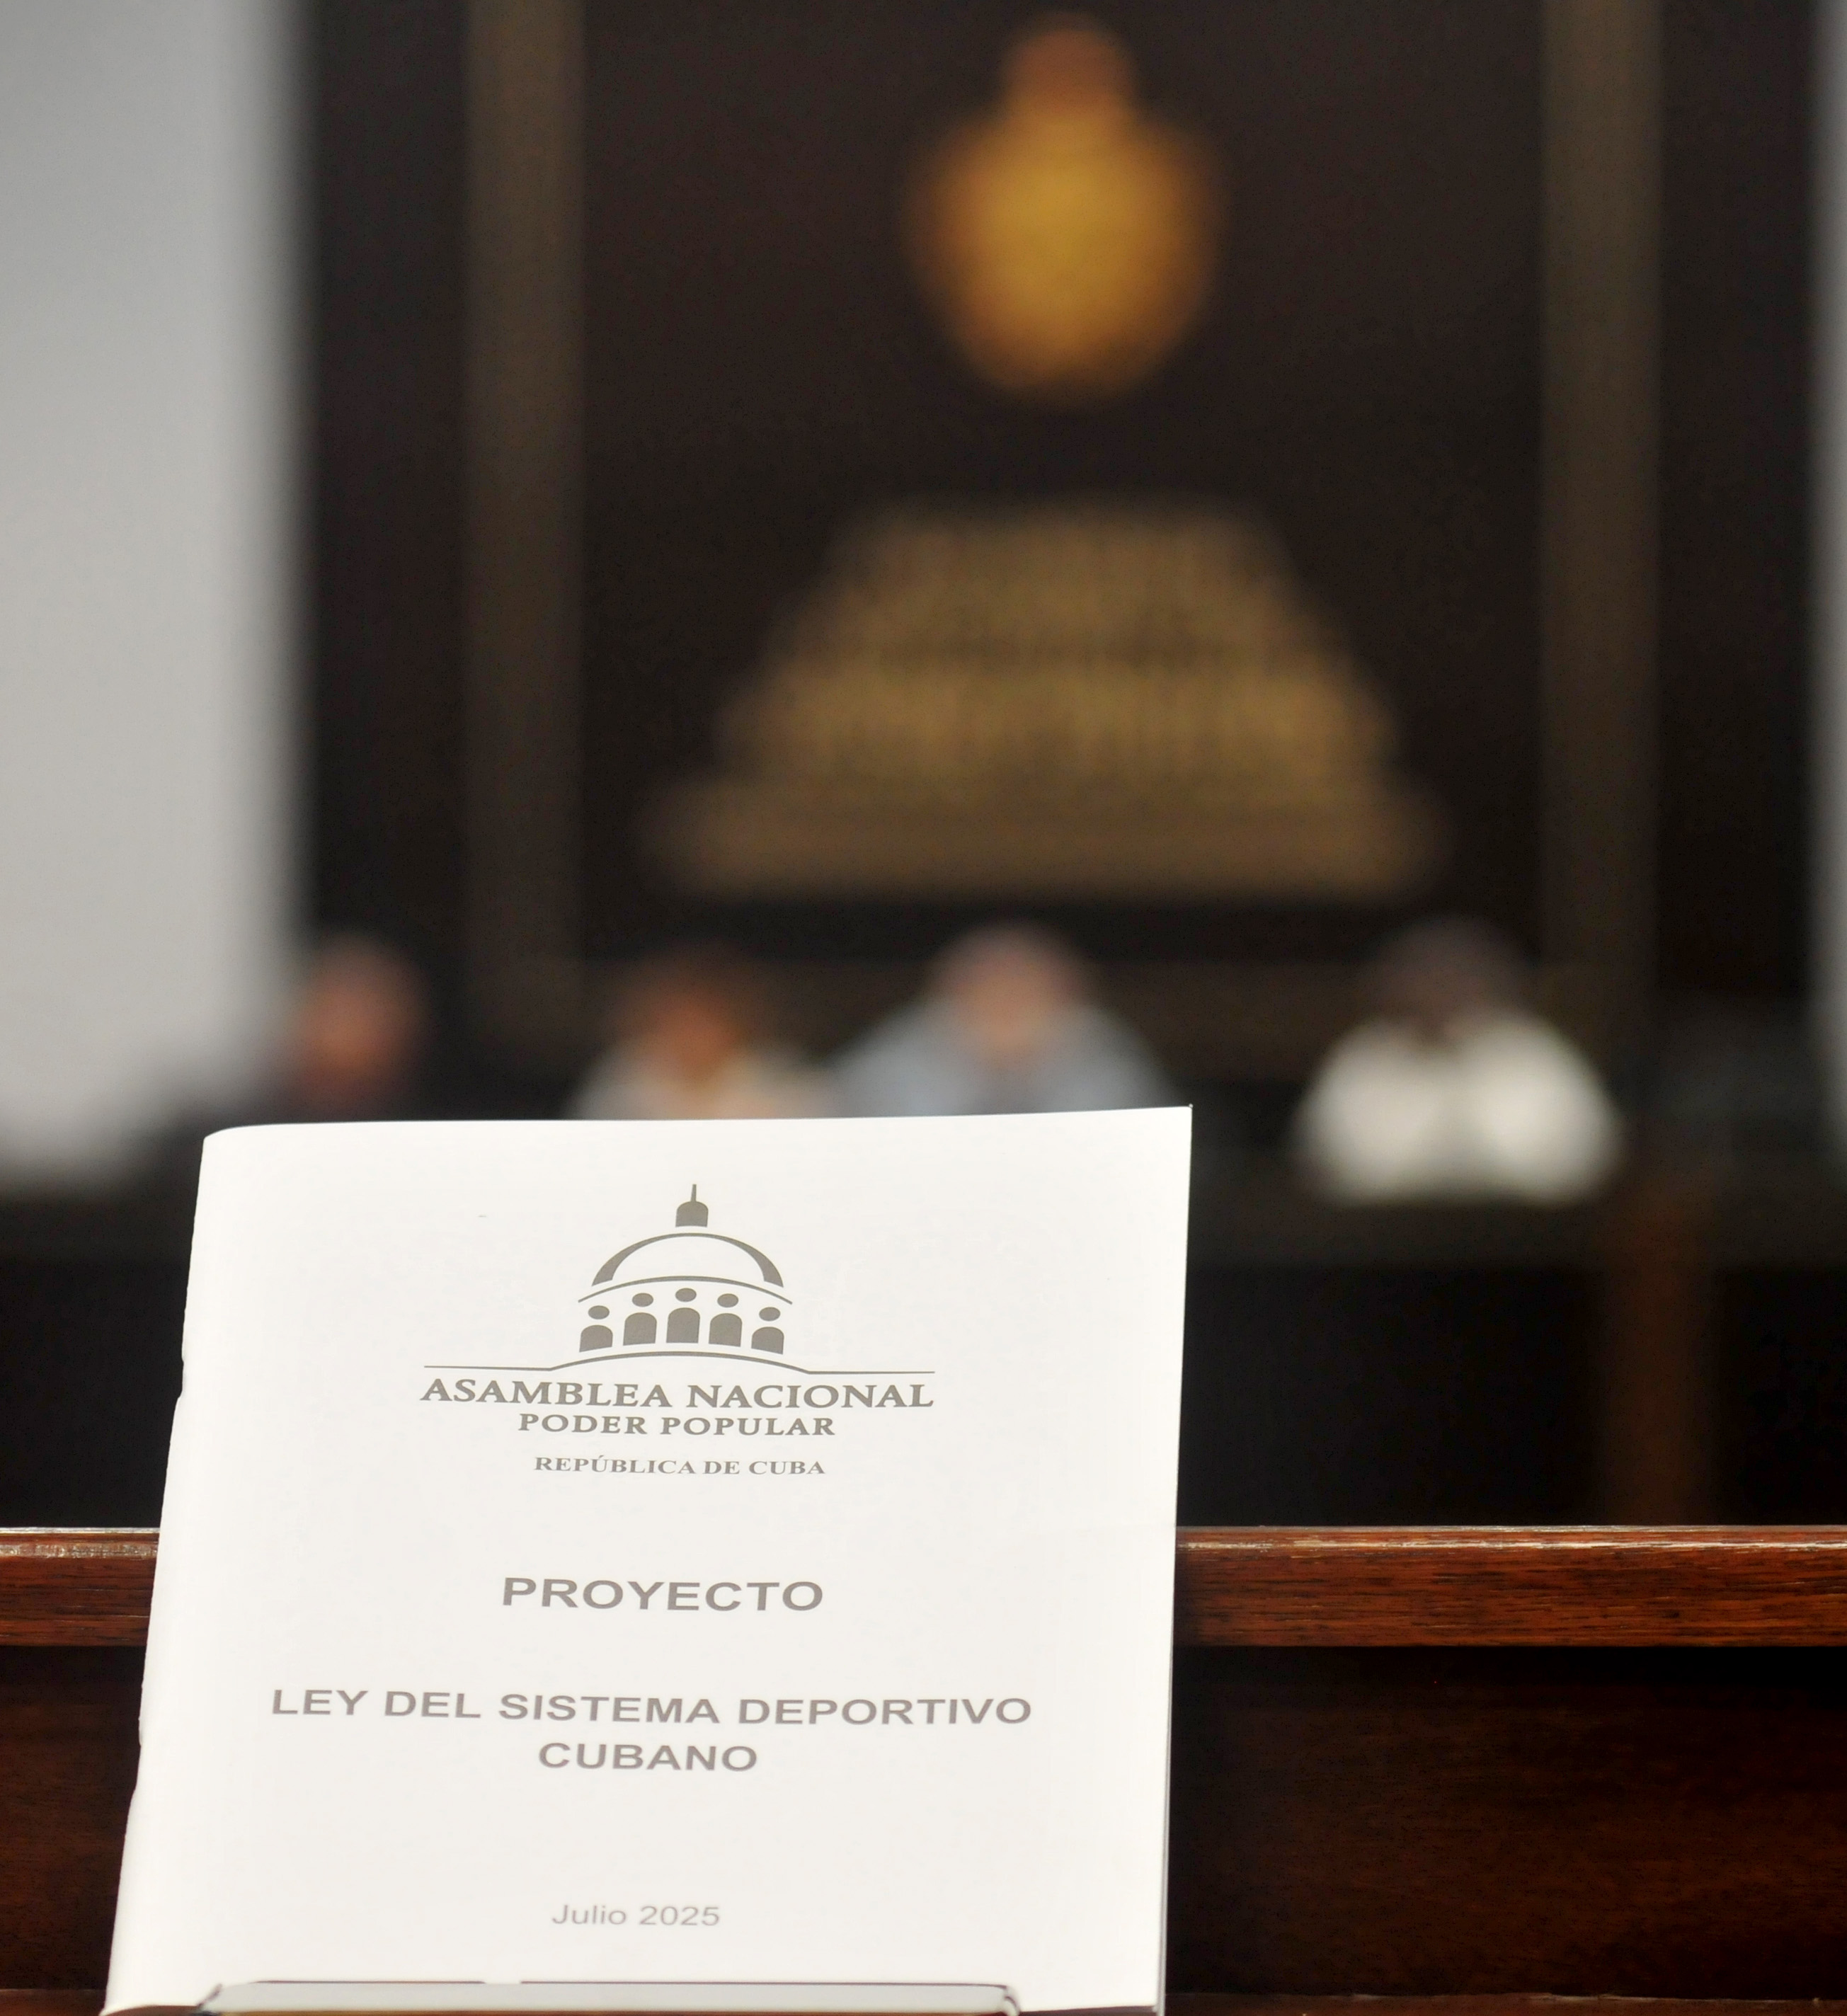 ASAMBLEA NACIONAL
PODER POPULAR
REPÚBLICA DE CUBA
PROYECTO
LEY DEL SISTEMA DEPORTIVO
CUBANO
Julio 2025